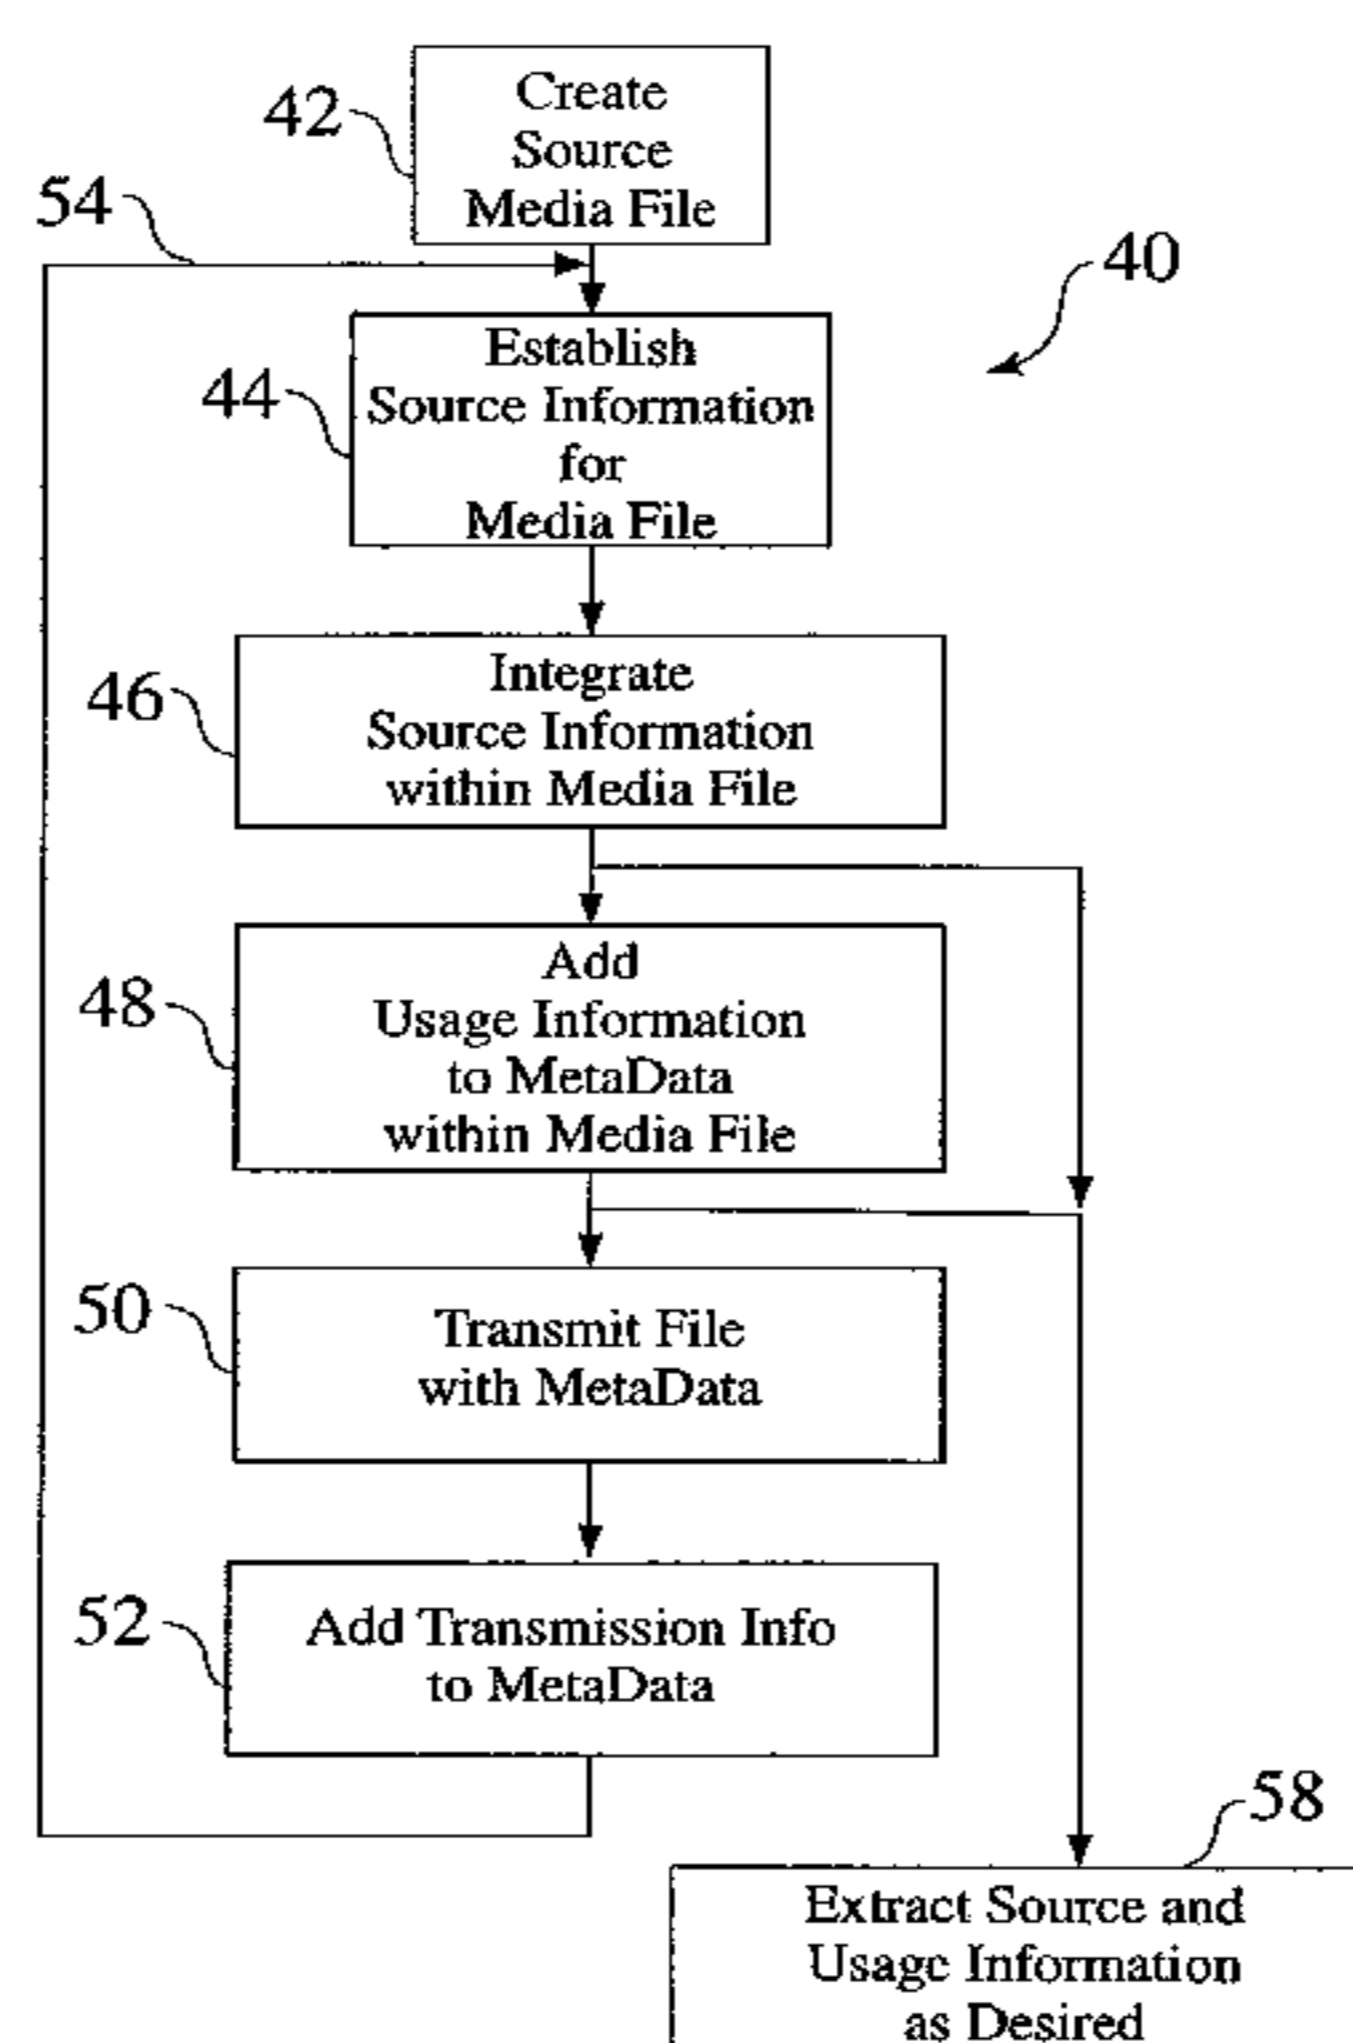 42
Create
Source
Media File
54
40
44
Establish
Source Information
for
Media File
46
Integrate
Source Information
within Media File
48
Add
Usage Information
to MetaData
within Media File
50
Transmit File
with MetaData
52
Add Transmission Info
to MetaData
58
Extract Source and
Usage Information
as Desired